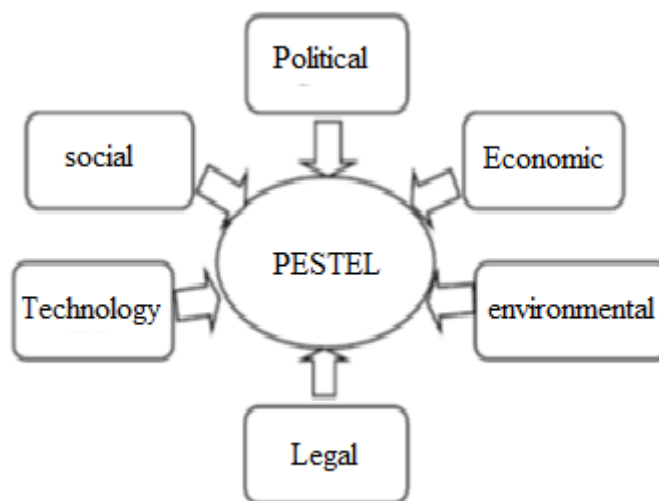 Political
social
Economic
PESTEL
Technology
environmental
Legal